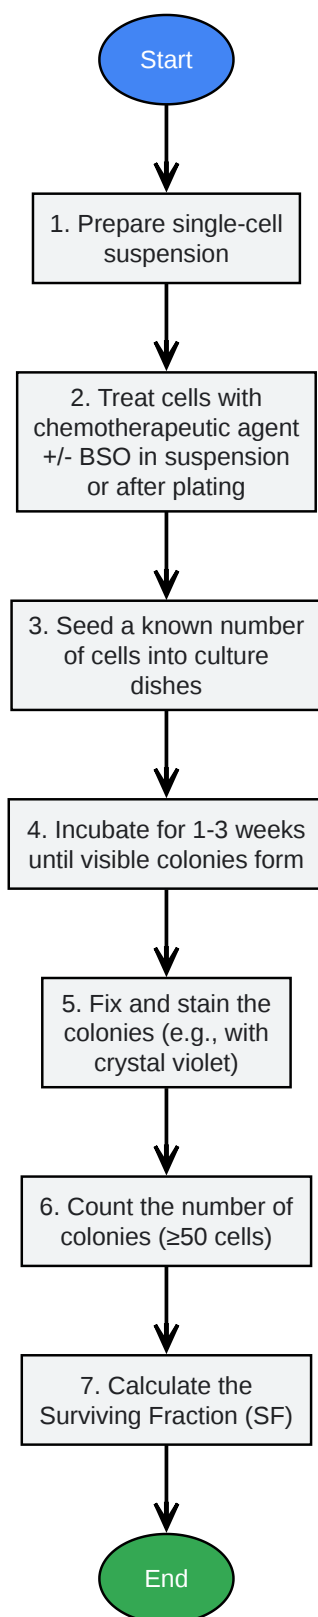 Start
1. Prepare single-cell
suspension
2. Treat cells with
chemotherapeutic agent
+/- BSO in suspension
or after plating
3. Seed a known number
of cells into culture
dishes
4. Incubate for 1-3 weeks
until visible colonies form
5. Fix and stain the
colonies (e.g., with
crystal violet)
6. Count the number of
colonies (≥50 cells)
7. Calculate the
Surviving Fraction (SF)
End